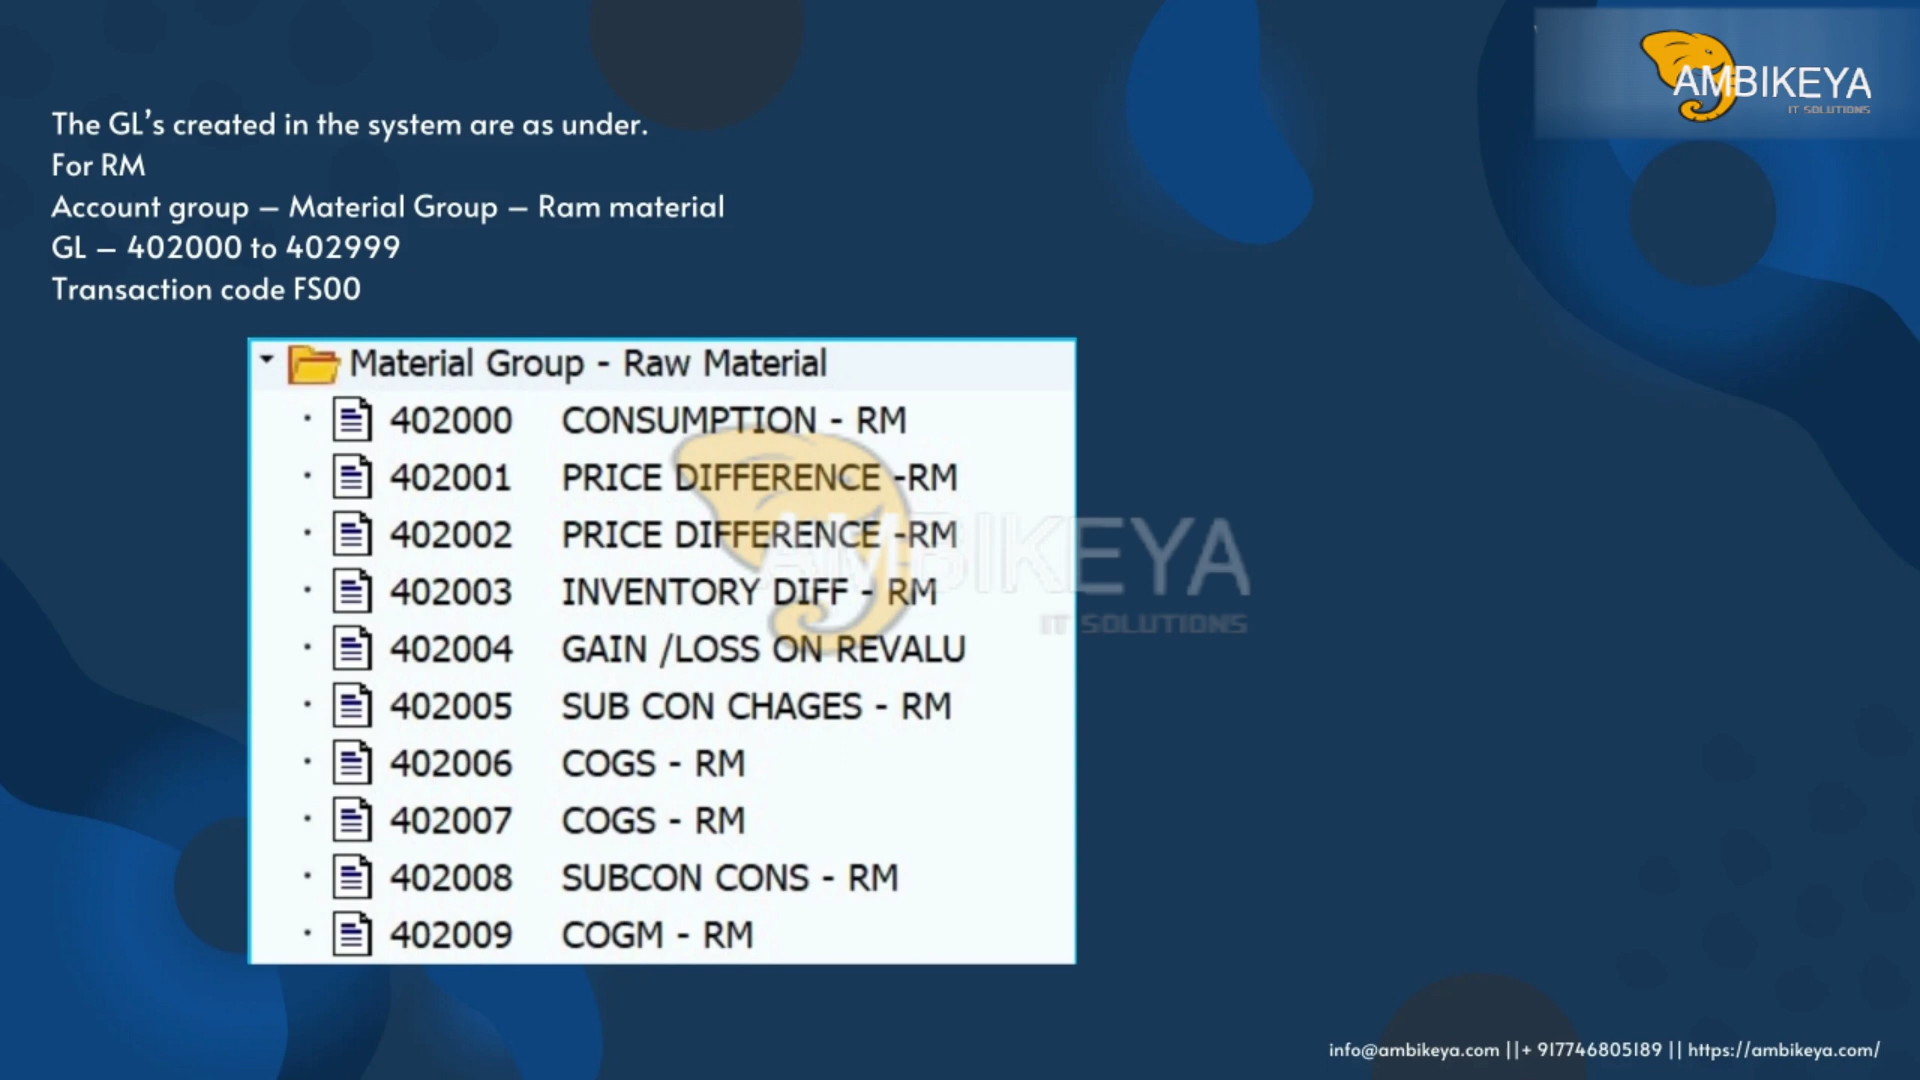 AMBIKEYA
IT SOLUTIONS
The GL's created in the system are as under.
For RM
Account group – Material Group – Ram material
GL – 402000 to 402999
Transaction code FS00
Material Group - Raw Material
402000 CONSUMPTION - RM
402001 PRICE DIFFERENCE -RM
402002 PRICE DIFFERENCE -RM
402003 INVENTORY DIFF - RM
402004 GAIN /LOSS ON REVALU
402005 SUB CON CHAGES - RM
402006 COGS - RM
402007 COGS - RM
402008 SUBCON CONS - RM
402009 COGM - RM
AMBIKEYA
IT SOLUTIONS
info@ambikeya.com ||+ 917746805189 || https://ambikeya.com/